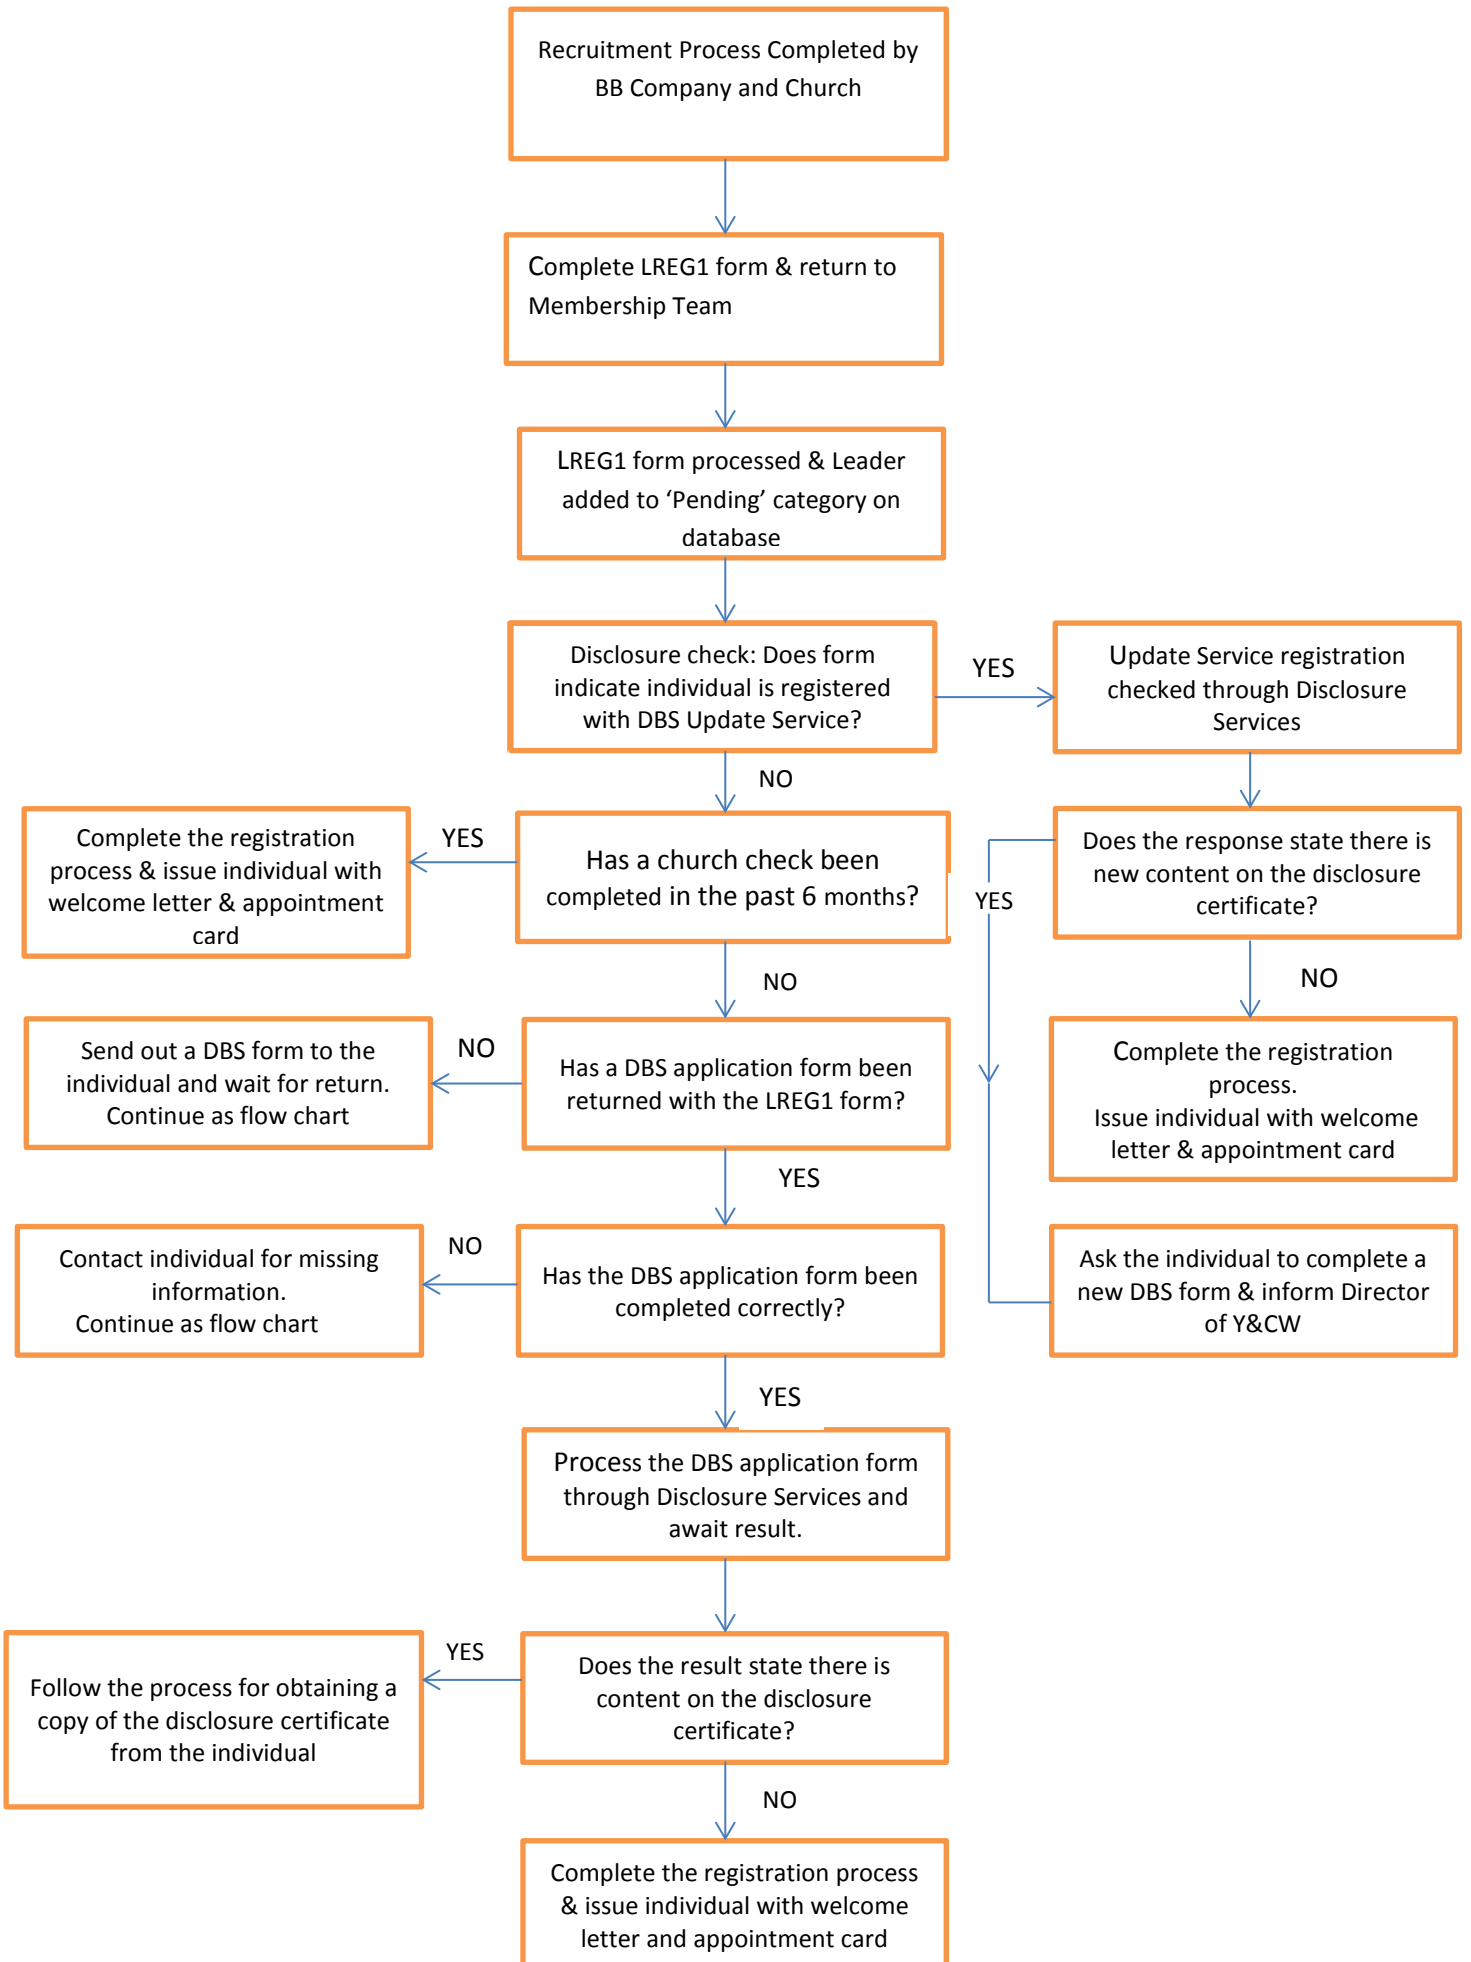 Recruitment Process Completed by
BB Company and Church
Complete LREG1 form & return to
Membership Team
LREG1 form processed & Leader
added to ‘Pending’ category on
database
Disclosure check: Does form
indicate individual is registered
with DBS Update Service?
YES
Update Service registration
checked through Disclosure
Services
NO
Complete the registration
process & issue individual with
welcome letter & appointment
card
YES
Has a church check been
completed in the past 6 months?
Does the response state there is
new content on the disclosure
certificate?
YES
NO
NO
Send out a DBS form to the
individual and wait for return.
Continue as flow chart
NO
Has a DBS application form been
returned with the LREG1 form?
Complete the registration
process.
Issue individual with welcome
letter & appointment card
YES
Contact individual for missing
information.
Continue as flow chart
NO
Has the DBS application form been
completed correctly?
Ask the individual to complete a
new DBS form & inform Director
of Y&CW
YES
Process the DBS application form
through Disclosure Services and
await result.
Follow the process for obtaining a
copy of the disclosure certificate
from the individual
YES
Does the result state there is
content on the disclosure
certificate?
NO
Complete the registration process
& issue individual with welcome
letter and appointment card